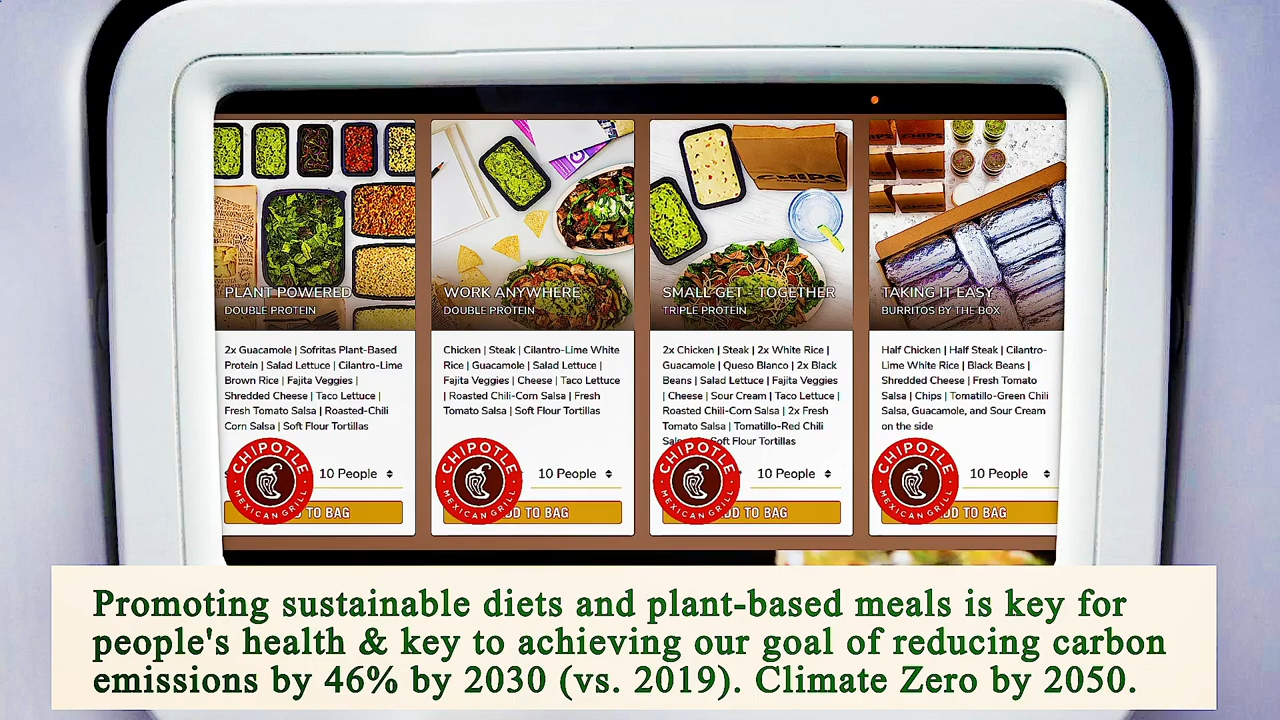 CHIPS
CHIPS
PLANT POWERED
DOUBLE PROTEIN
2x Guacamole | Sofritas Plant-Based
Protein | Salad Lettuce | Cilantro-Lime
Brown Rice | Fajita Veggies |
Shredded Cheese | Taco Lettuce |
Fresh Tomato Salsa | Roasted-Chili
Corn Salsa | Soft Flour Tortillas
CHIPOTLE
MEXICAN GRILL
10 People
D TO BAG
WORK ANYWHERE
DOUBLE PROTEIN
Chicken | Steak | Cilantro-Lime White
Rice | Guacamole | Salad Lettuce |
Fajita Veggies | Cheese | Taco Lettuce
| Roasted Chili-Corn Salsa | Fresh
Tomato Salsa | Soft Flour Tortillas
CHIPOTLE
MEXICAN GRILL
10 People
DD TO BAG
SMALL GET - TOGETHER
TRIPLE PROTEIN
2x Chicken | Steak | 2x White Rice |
Guacamole | Queso Blanco | 2x Black
Beans | Salad Lettuce | Fajita Veggies
| Cheese | Sour Cream | Taco Lettuce |
Roasted Chili-Corn Salsa | 2x Fresh
Tomato Salsa | Tomatillo-Red Chili
Soft Flour Tortillas
CHIPOTLE
MEXICAN GRILL
10 People
DD TO BAG
TAKING IT EASY
BURRITOS BY THE BOX
Half Chicken | Half Steak | Cilantro-
Lime White Rice | Black Beans |
Shredded Cheese | Fresh Tomato
Salsa | Chips | Tomatillo-Green Chili
Salsa, Guacamole, and Sour Cream
on the side
CHIPOTLE
MEXICAN GRILL
10 People
DD TO BAG
Promoting sustainable diets and plant-based meals is key for
people's health & key to achieving our goal of reducing carbon
emissions by 46% by 2030 (vs. 2019). Climate Zero by 2050.